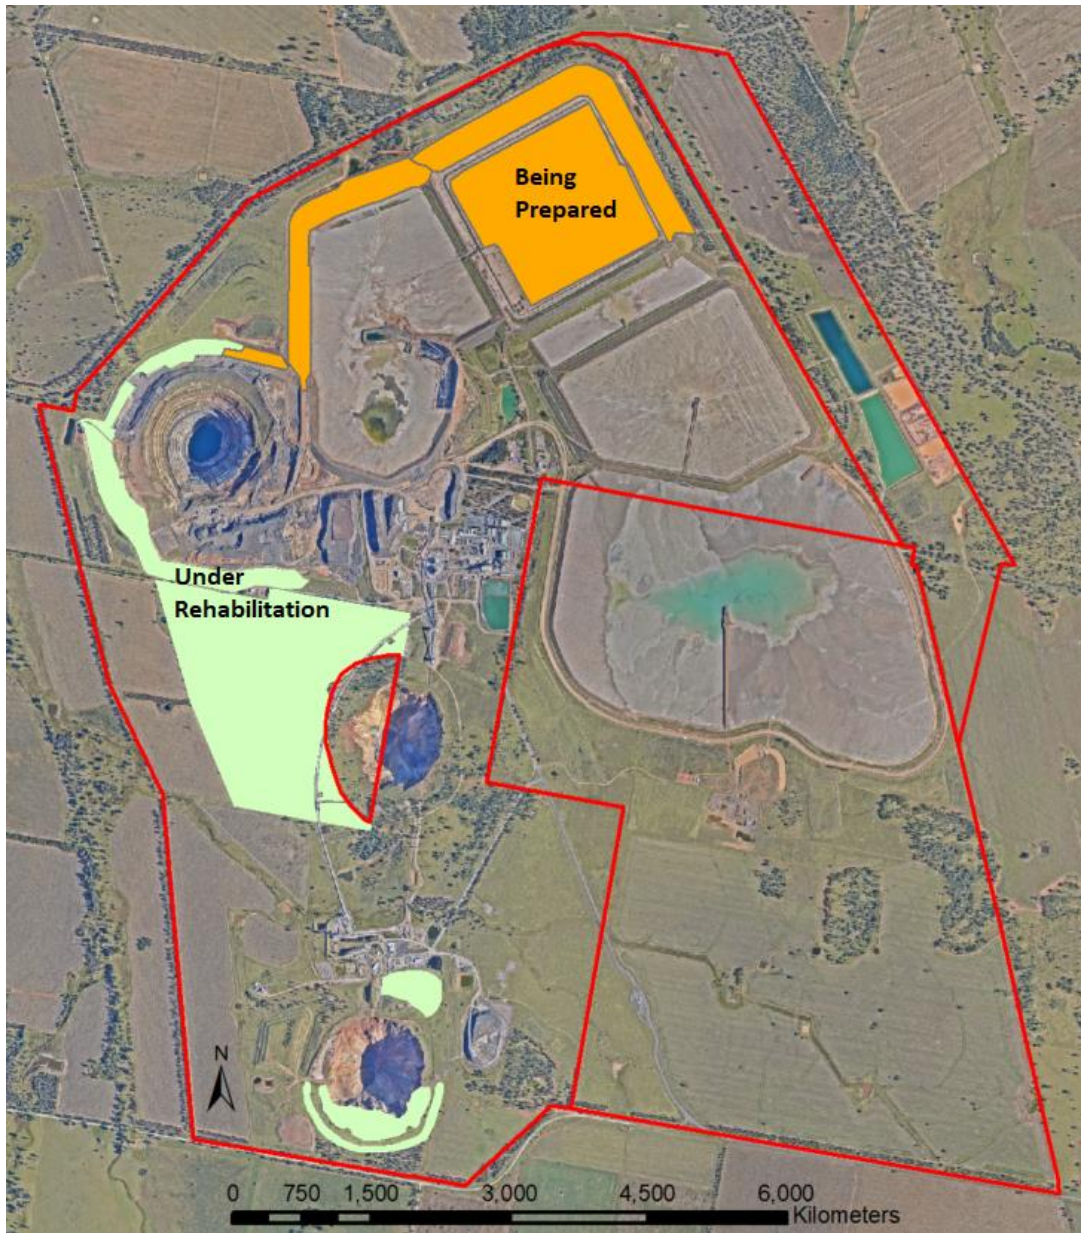 Being
Prepared
Under
Rehabilitation
N
0 750 1,500 3,000 4,500 6,000
Kilometers